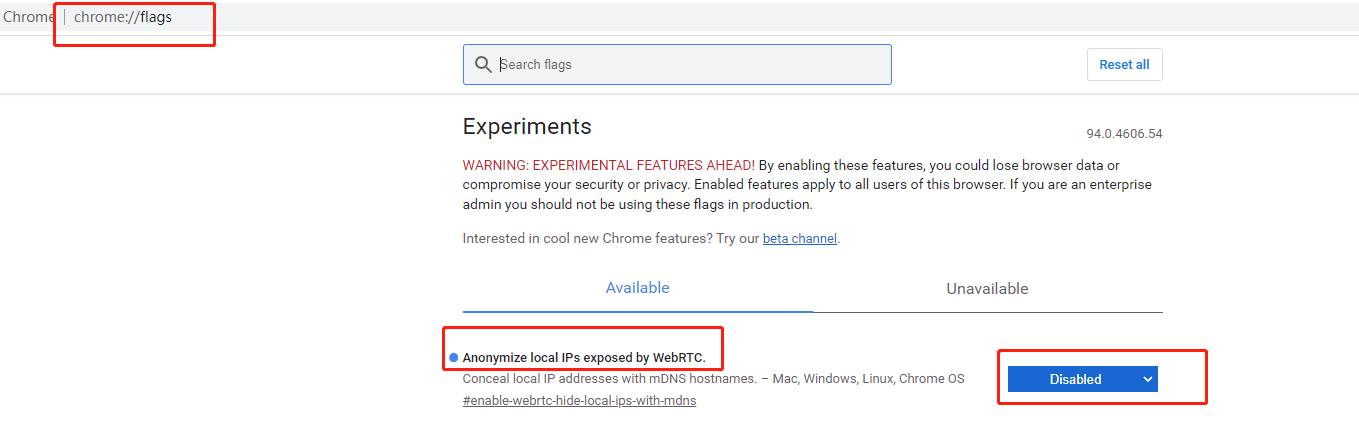 Chrome | chrome://flags
Search flags
Reset all
Experiments
94.0.4606.54
WARNING: EXPERIMENTAL FEATURES AHEAD! By enabling these features, you could lose browser data or
compromise your security or privacy. Enabled features apply to all users of this browser. If you are an enterprise
admin you should not be using these flags in production.
Interested in cool new Chrome features? Try our beta channel.
Available
Unavailable
Anonymize local IPs exposed by WebRTC.
Conceal local IP addresses with mDNS hostnames. – Mac, Windows, Linux, Chrome OS
Disabled
#enable-webrtc-hide-local-ips-with-mdns